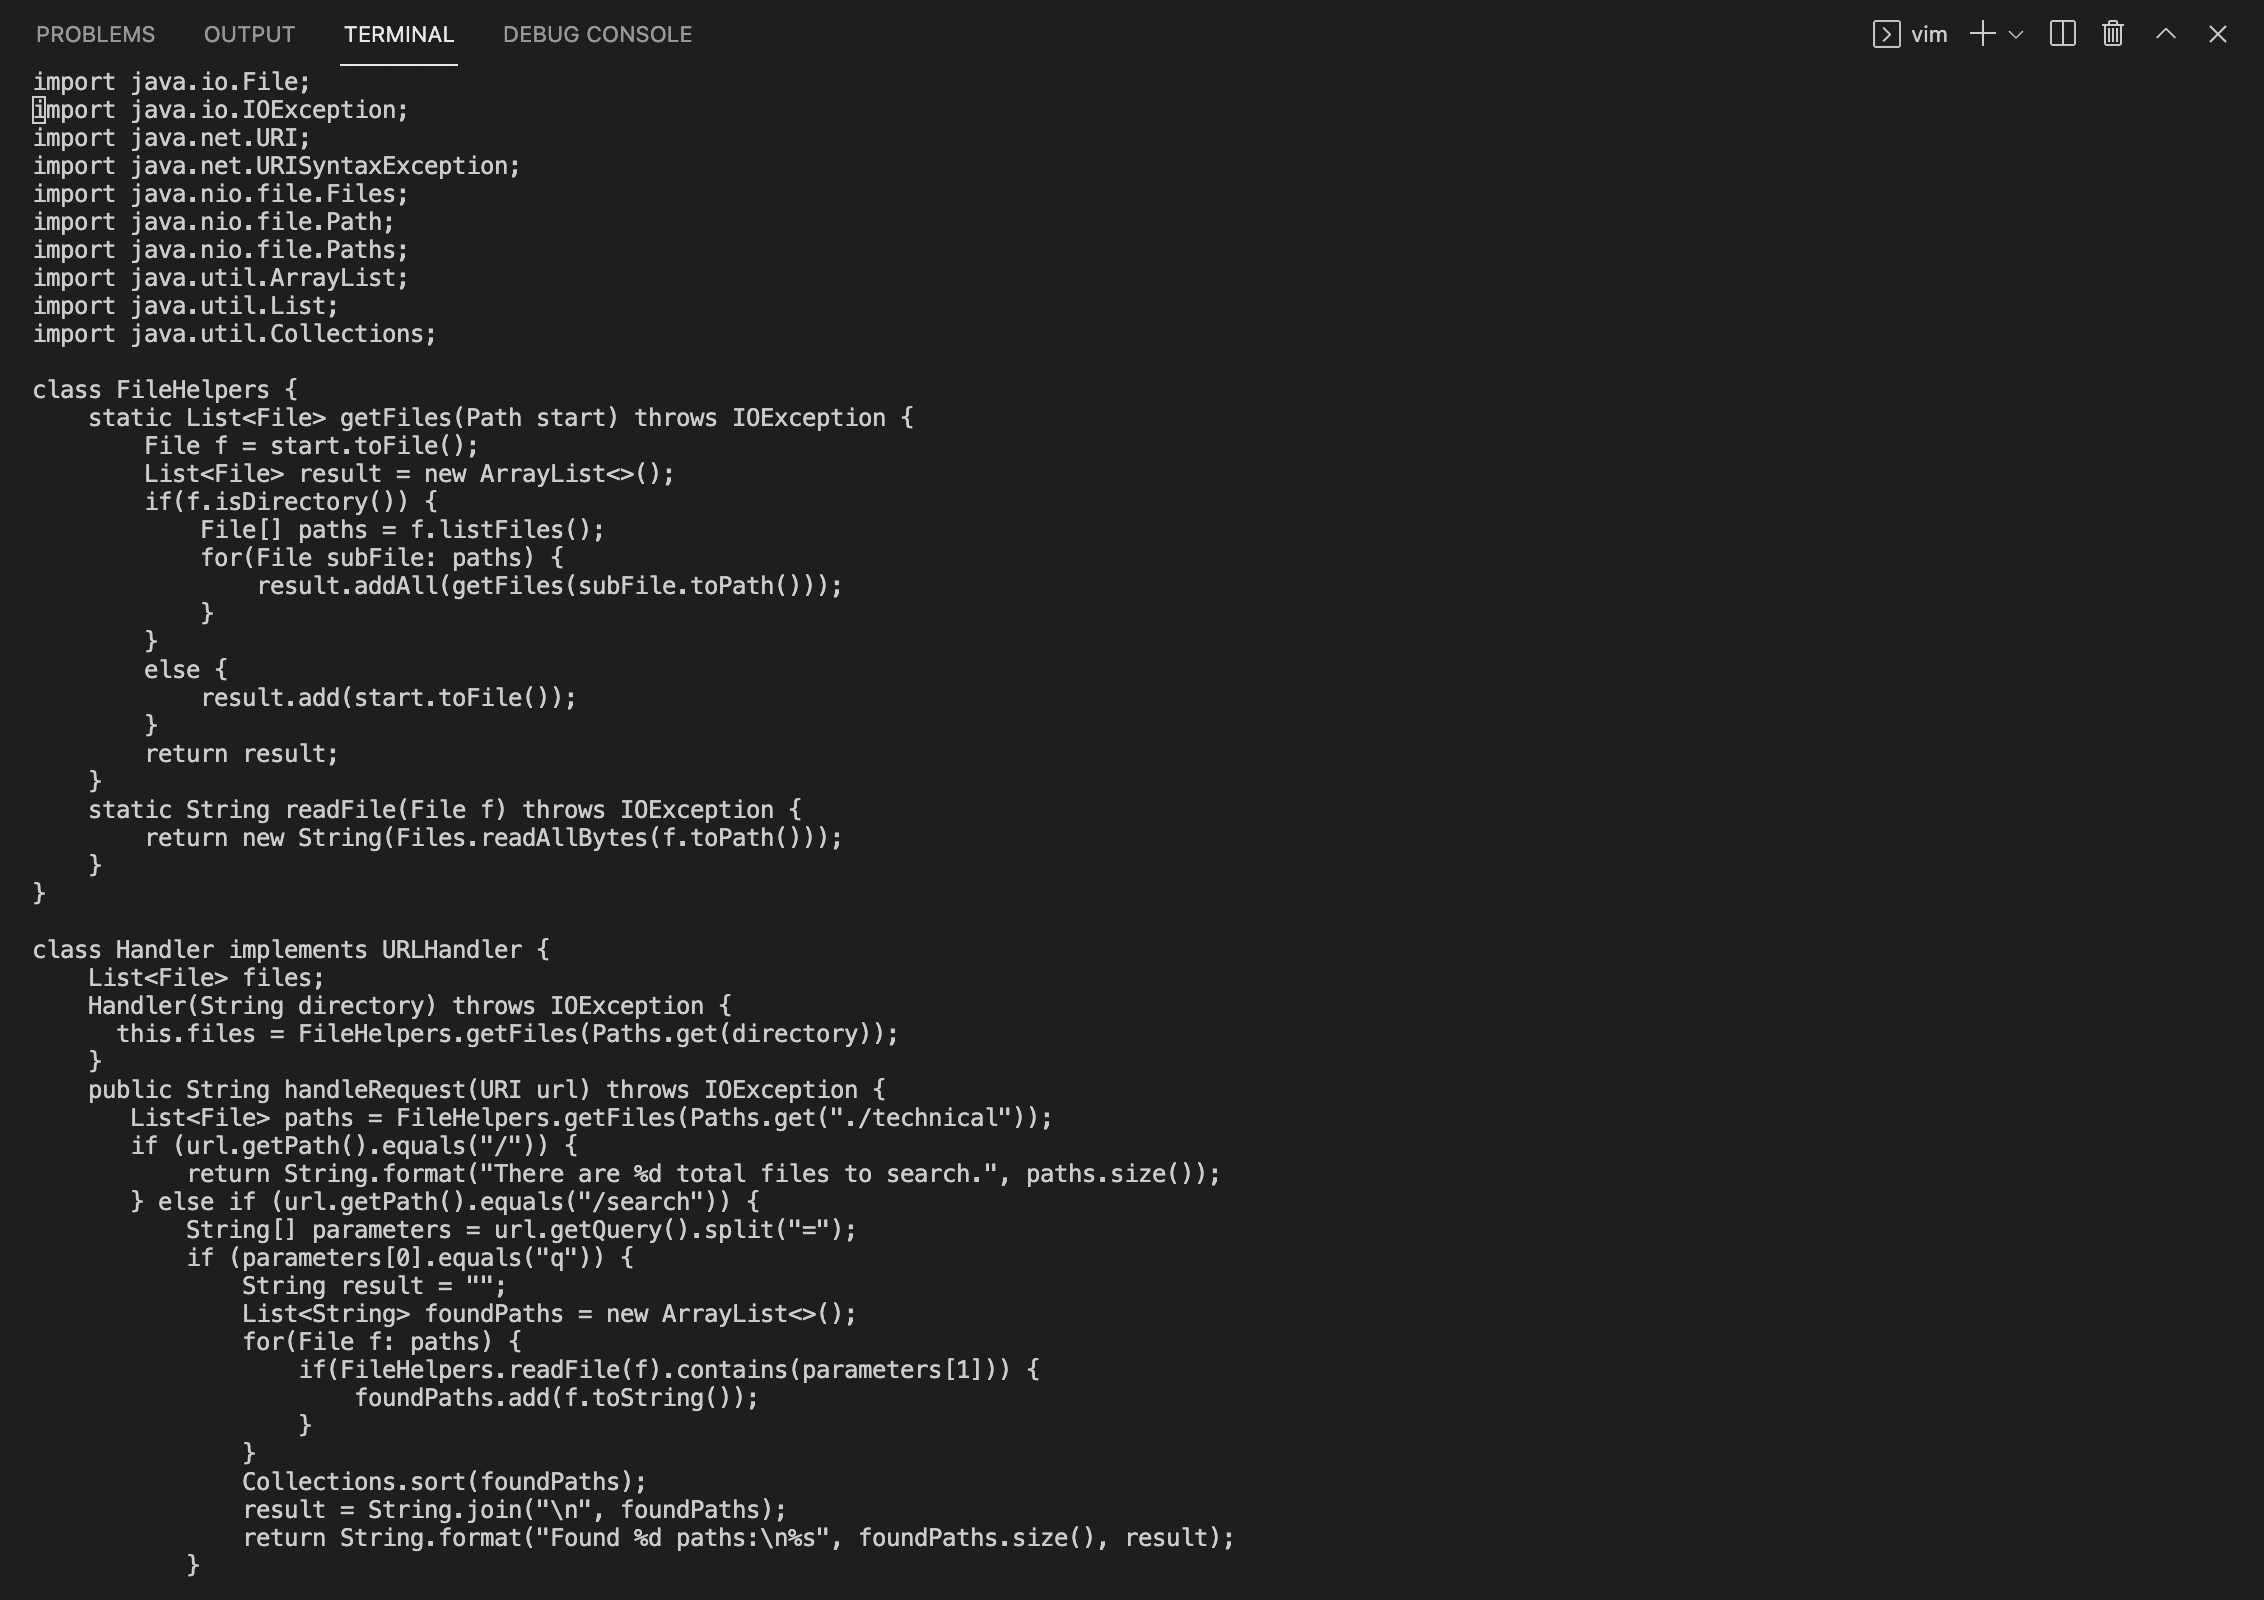 PROBLEMS OUTPUT TERMINAL DEBUG CONSOLE vim
import java.io.File;
import java.io.IOException;
import java.net.URI;
import java.net.URISyntaxException;
import java.nio.file.Files;
import java.nio.file.Path;
import java.nio.file.Paths;
import java.util.ArrayList;
import java.util.List;
import java.util.Collections;

class FileHelpers {
    static List<File> getFiles(Path start) throws IOException {
        File f = start.toFile();
        List<File> result = new ArrayList<>();
        if(f.isDirectory()) {
            File[] paths = f.listFiles();
            for(File subFile: paths) {
                result.addAll(getFiles(subFile.toPath()));
            }
        }
        else {
            result.add(start.toFile());
        }
        return result;
    }
    static String readFile(File f) throws IOException {
        return new String(Files.readAllBytes(f.toPath()));
    }
}

class Handler implements URLHandler {
    List<File> files;
    Handler(String directory) throws IOException {
      this.files = FileHelpers.getFiles(Paths.get(directory));
    }
    public String handleRequest(URI url) throws IOException {
       List<File> paths = FileHelpers.getFiles(Paths.get("./technical"));
       if (url.getPath().equals("/")) {
           return String.format("There are %d total files to search.", paths.size());
       } else if (url.getPath().equals("/search")) {
           String[] parameters = url.getQuery().split("=");
           if (parameters[0].equals("q")) {
               String result = "";
               List<String> foundPaths = new ArrayList<>();
               for(File f: paths) {
                   if(FileHelpers.readFile(f).contains(parameters[1])) {
                       foundPaths.add(f.toString());
                   }
               }
               Collections.sort(foundPaths);
               result = String.join("\n", foundPaths);
               return String.format("Found %d paths:\n%s", foundPaths.size(), result);
           }